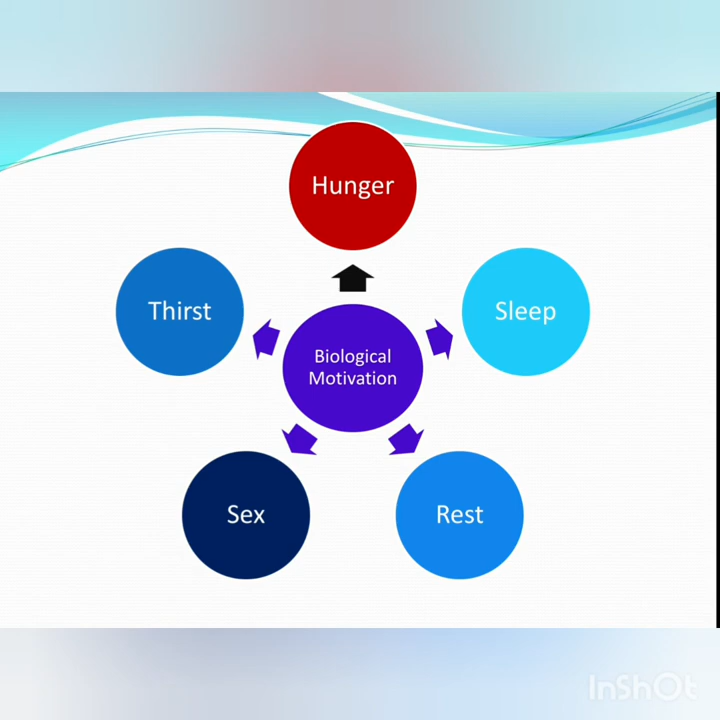 Hunger
Thirst
Sleep
Biological
Motivation
Sex
Rest
InShOt